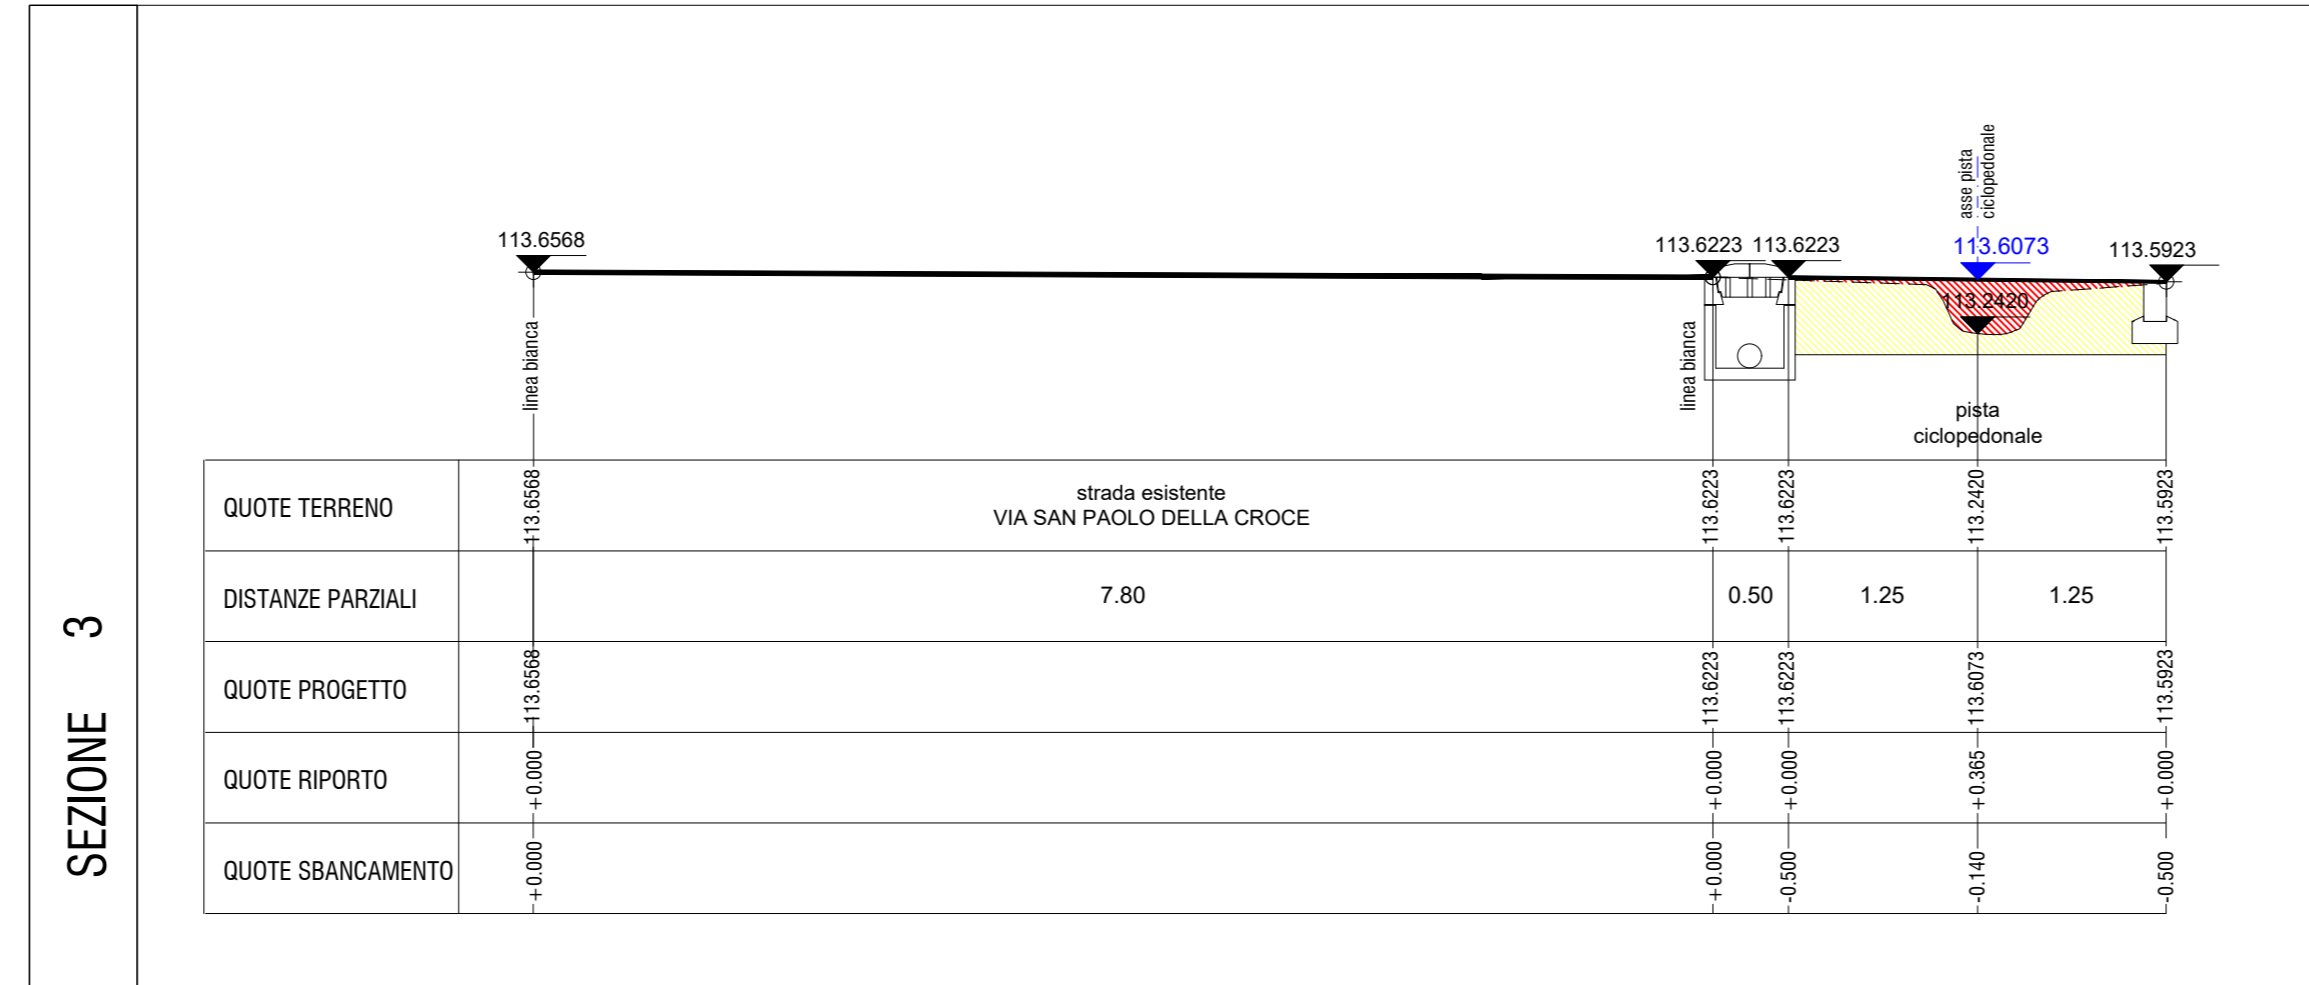 SEZIONE 3
asse pista
ciclopedonale
113.6568
113.6223
113.6223
113.6073
113.5923
113.2420
linea bianca
linea bianca
pista
ciclopedonale
QUOTE TERRENO
113.6568
strada esistente
VIA SAN PAOLO DELLA CROCE
113.6223
113.6223
113.2420
113.5923
DISTANZE PARZIALI
7.80
0.50
1.25
1.25
QUOTE PROGETTO
113.6568
113.6223
113.6223
113.6073
113.5923
QUOTE RIPORTO
+0.000
+0.000
+0.000
+0.365
+0.000
QUOTE SBANCAMENTO
+0.000
+0.000
-0.500
-0.140
-0.500